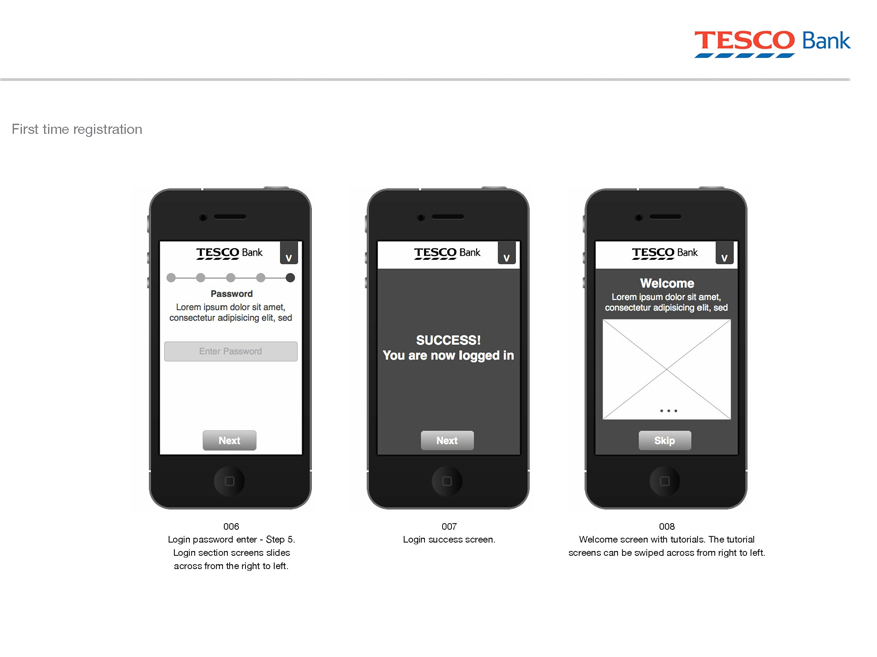 TESCO Bank
First time registration
TESCO Bank
v
Password
Lorem ipsum dolor sit amet,
consectetur adipisicing elit, sed
Enter Password
Next
006
Login password enter - Step 5.
Login section screens slides
across from the right to left.
TESCO Bank
v
SUCCESS!
You are now logged in
Next
007
Login success screen.
TESCO Bank
v
Welcome
Lorem ipsum dolor sit amet,
consectetur adipisicing elit, sed
Skip
008
Welcome screen with tutorials. The tutorial
screens can be swiped across from right to left.